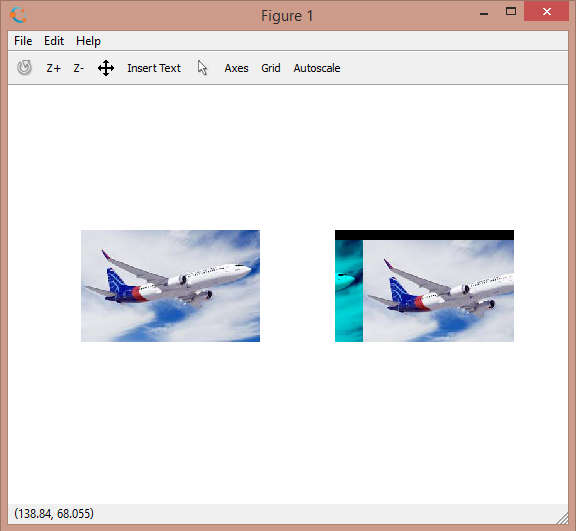 Figure 1
File Edit Help
Z+ Z- Insert Text Axes Grid Autoscale
(138.84, 68.055)